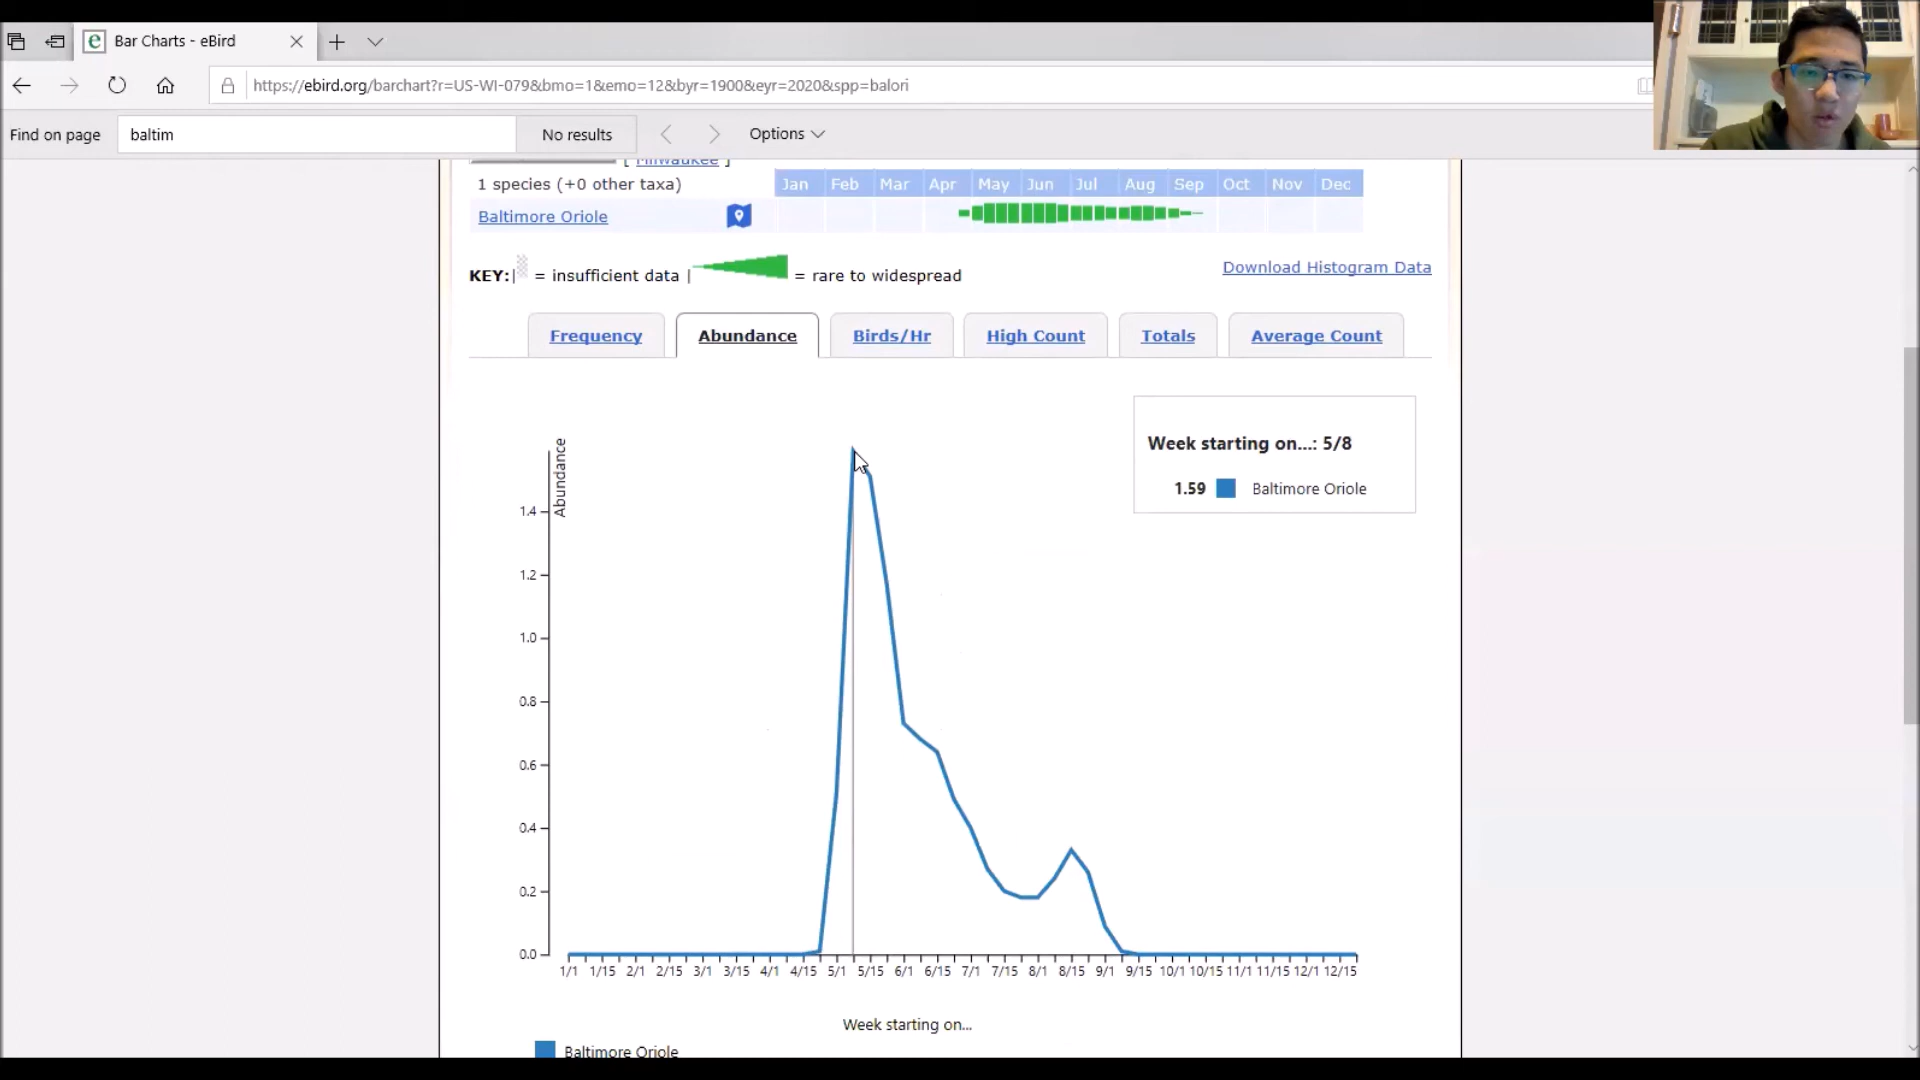 Bar Charts - eBird
https://ebird.org/barchart?r=US-WI-079&bmo=1&emo=12&byr=1900&eyr=2020&spp=balori
Find on page baltim No results Options
[ Milwaukee ]
1 species (+0 other taxa) Jan Feb Mar Apr May Jun Jul Aug Sep Oct Nov Dec
Baltimore Oriole
KEY:| = insufficient data | = rare to widespread Download Histogram Data
Frequency Abundance Birds/Hr High Count Totals Average Count
Abundance
Week starting on...: 5/8
1.59 Baltimore Oriole
1.4
1.2
1.0
0.8
0.6
0.4
0.2
0.0
1/1 1/15 2/1 2/15 3/1 3/15 4/1 4/15 5/1 5/15 6/1 6/15 7/1 7/15 8/1 8/15 9/1 9/15 10/1 10/15 11/1 11/15 12/1 12/15
Week starting on...
Baltimore Oriole